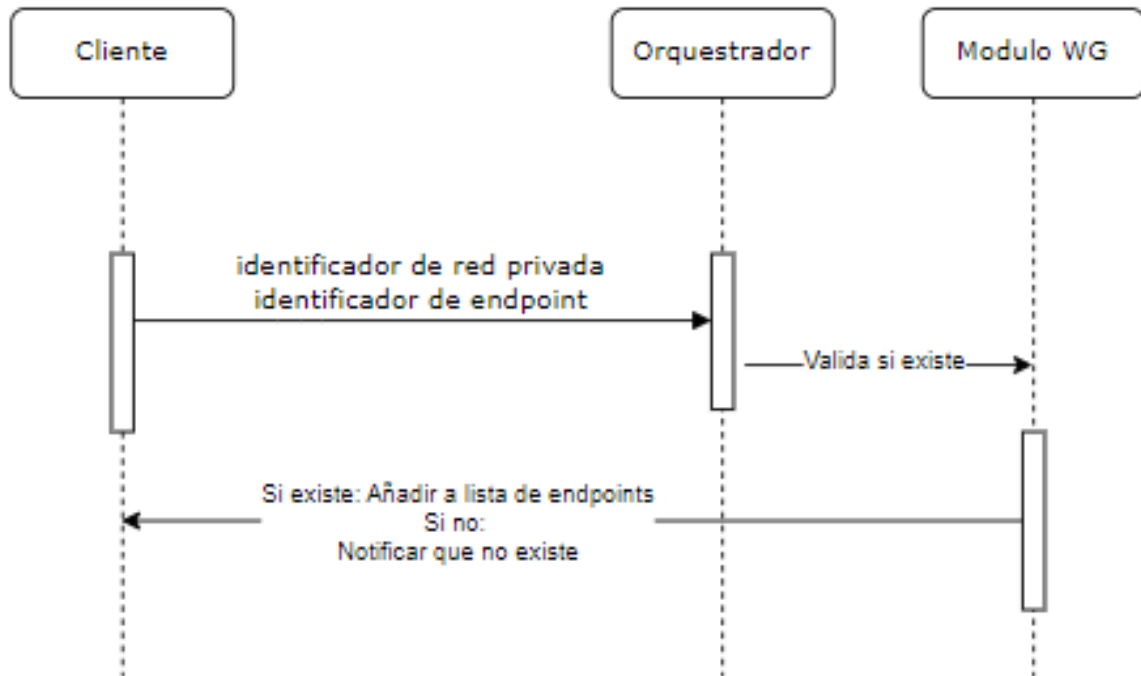 Cliente
Orquestrador
Modulo WG
identificador de red privada
identificador de endpoint
Valida si existe
Si existe: Añadir a lista de endpoints
Si no:
Notificar que no existe